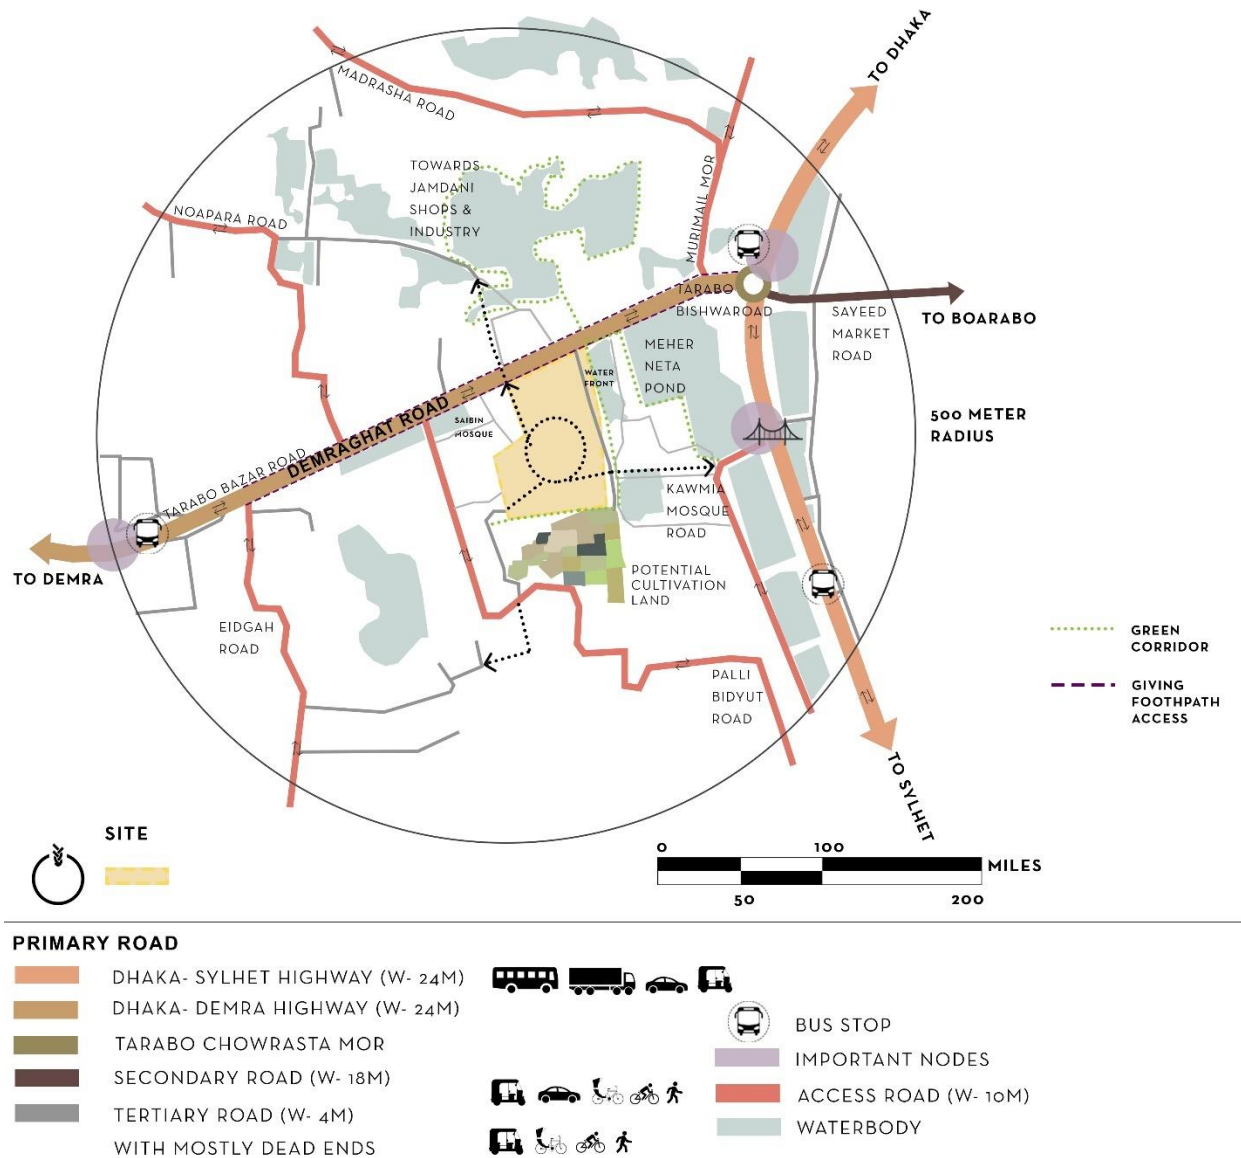 TO DHAKA
MADRASHA ROAD
TOWARDS
JAMDANI
SHOPS &
INDUSTRY
MURIMAIL MOR
NOAPARA ROAD
TARABO
BISHWAROAD
SAYEED
MARKET
ROAD
TO BOARABO
MEHER
NETA
POND
WATER
FRONT
500 METER
RADIUS
SAIBIN
MOSQUE
DEMRAGHAT ROAD
TARABO BAZAR ROAD
KAWMIA
MOSQUE
ROAD
TO DEMRA
POTENTIAL
CULTIVATION
LAND
EIDGAH
ROAD
PALLI
BIDYUT
ROAD
GREEN
CORRIDOR
GIVING
FOOTHPATH
ACCESS
TO SYLHET
SITE
0 100
MILES
50 200
PRIMARY ROAD
DHAKA- SYLHET HIGHWAY (W- 24M)
DHAKA- DEMRA HIGHWAY (W- 24M)
TARABO CHOWRASTA MOR
SECONDARY ROAD (W- 18M)
TERTIARY ROAD (W- 4M)
WITH MOSTLY DEAD ENDS
BUS STOP
IMPORTANT NODES
ACCESS ROAD (W- 10M)
WATERBODY